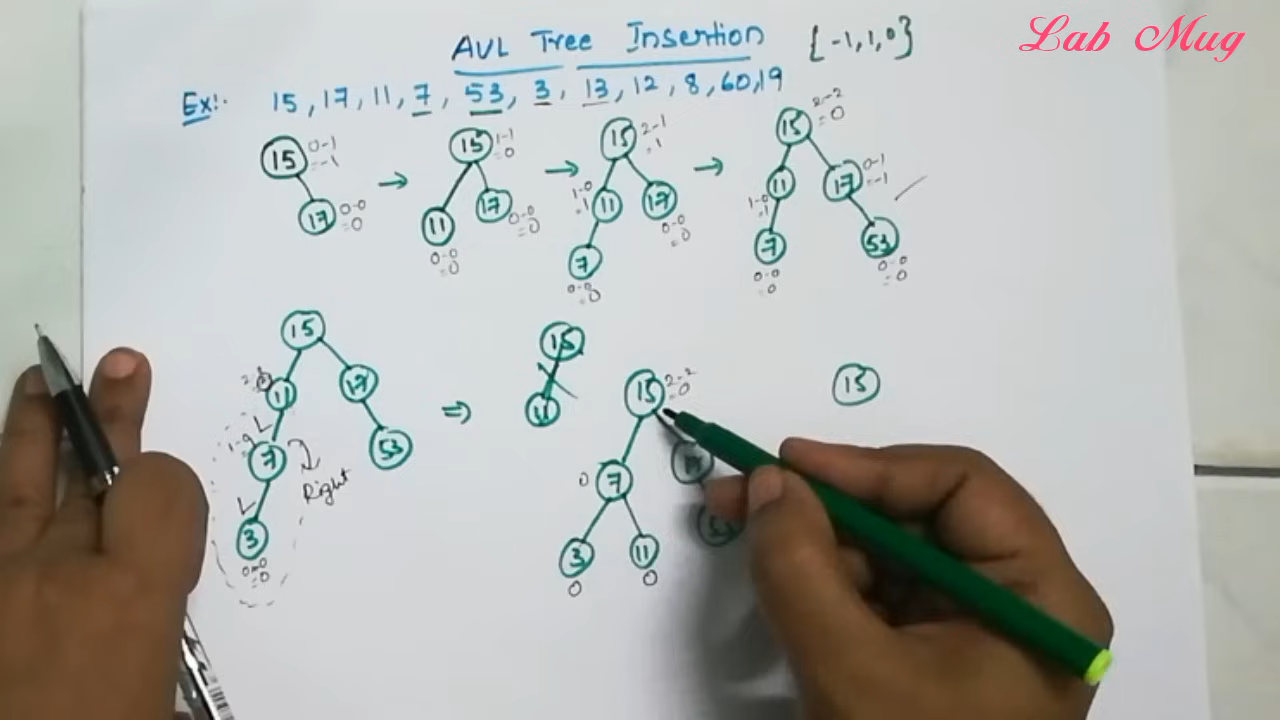 Lab Mug
AVL Tree Insertion {-1,1,0}
Ex:- 15, 17, 11, 7, 53, 3, 13, 12, 8, 60, 19
15 0-1 =-1
17 0-0 =0
15 1-1 =0
11 0-0 =0
17 0-0 =0
15 2-1 =1
11 1-0 =1
17 0-0 =0
7 0-0 =0
15 2-2 =0
11 1-0 =1
17 0-1 =-1
7 0-0 =0
53 0-0 =0
15
11
17
7
53
L
L
3
0-0
=0
Right
15
11
15 2-2 =0
0 7
3
0
11
0
15